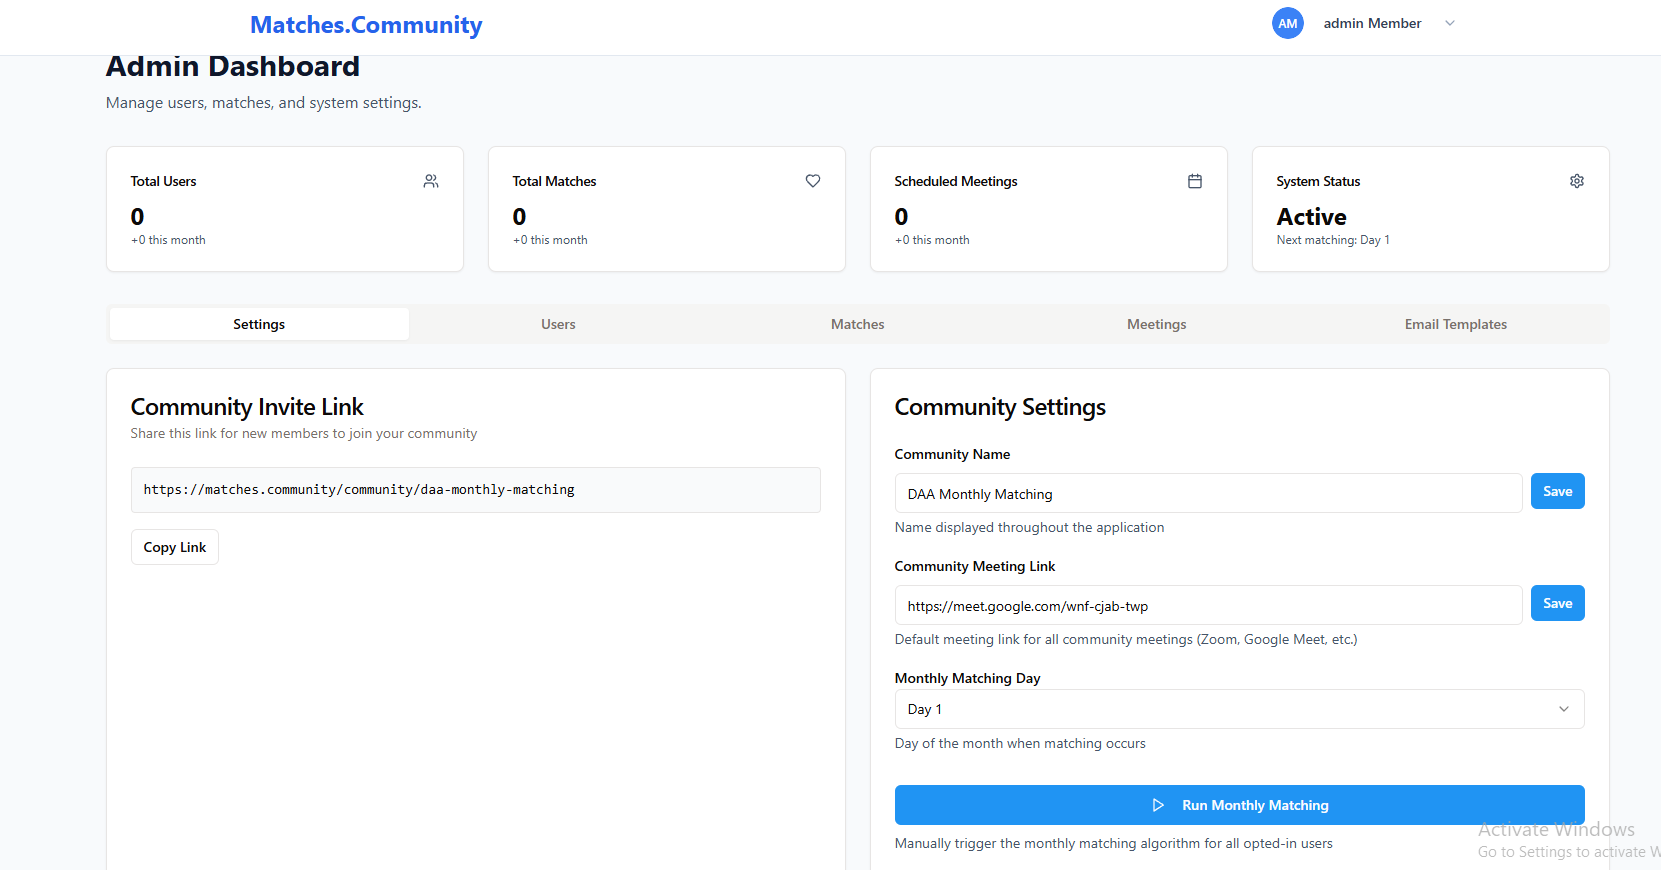 Matches.Community
AM
admin Member
Admin Dashboard
Manage users, matches, and system settings.
Total Users
0
+0 this month
Total Matches
0
+0 this month
Scheduled Meetings
0
+0 this month
System Status
Active
Next matching: Day 1
Settings
Users
Matches
Meetings
Email Templates
Community Invite Link
Share this link for new members to join your community
https://matches.community/community/daa-monthly-matching
Copy Link
Community Settings
Community Name
DAA Monthly Matching
Save
Name displayed throughout the application
Community Meeting Link
https://meet.google.com/wnf-cjab-twp
Save
Default meeting link for all community meetings (Zoom, Google Meet, etc.)
Monthly Matching Day
Day 1
Day of the month when matching occurs
Run Monthly Matching
Manually trigger the monthly matching algorithm for all opted-in users
Activate Windows
Go to Settings to activate W